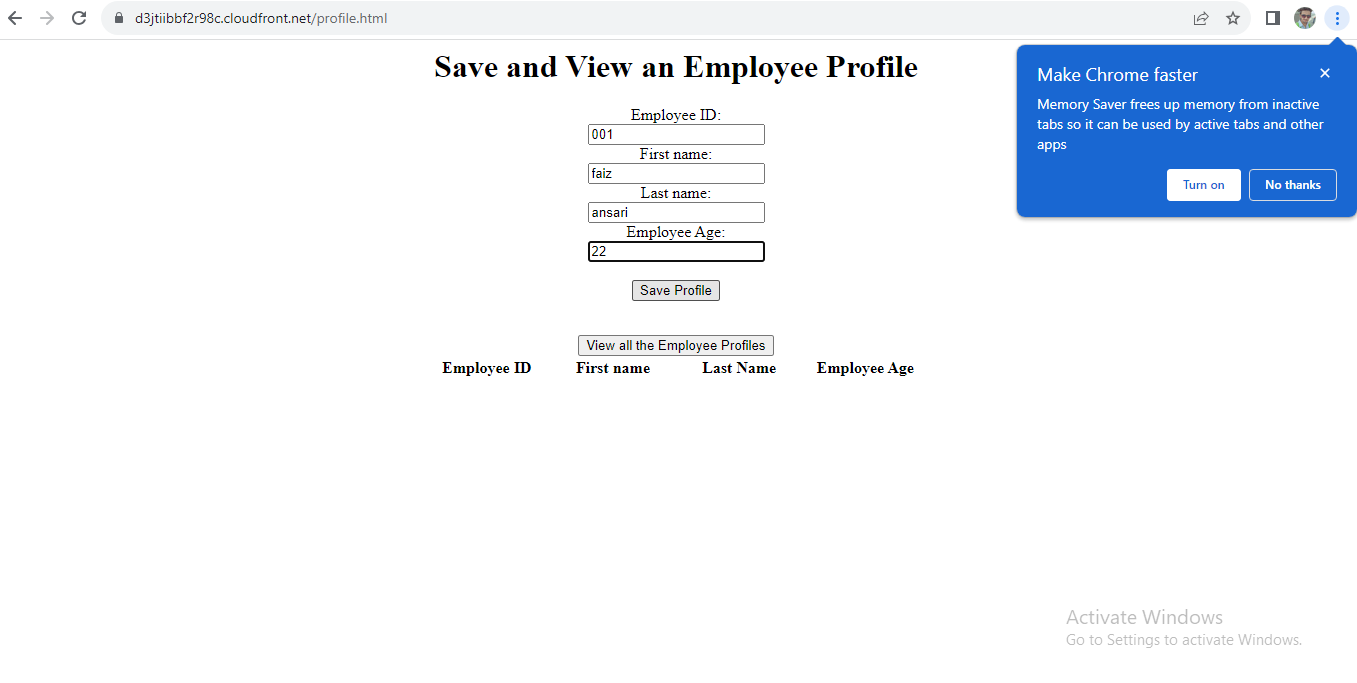 d3jtiibbf2r98c.cloudfront.net/profile.html
Save and View an Employee Profile
Employee ID:
001
First name:
faiz
Last name:
ansari
Employee Age:
22
Save Profile
View all the Employee Profiles
Employee ID First name Last Name Employee Age
Make Chrome faster
Memory Saver frees up memory from inactive
tabs so it can be used by active tabs and other
apps
Turn on No thanks
Activate Windows
Go to Settings to activate Windows.